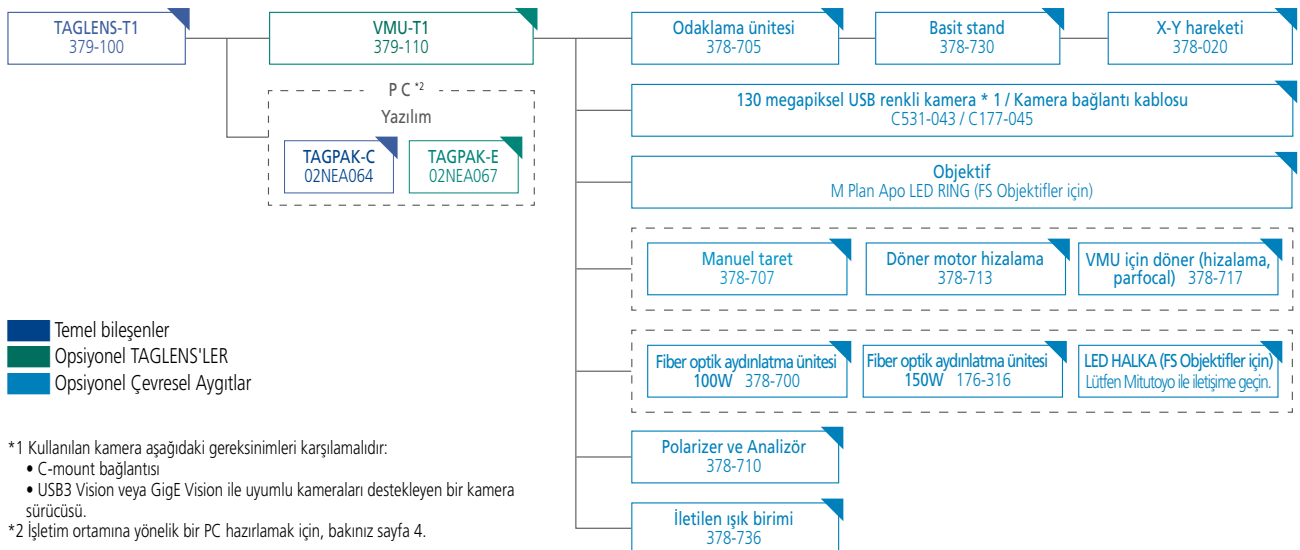 TAGLENS-T1
379-100
VMU-T1
379-110
P C *2
Yazılım
TAGPAK-C
02NEA064
TAGPAK-E
02NEA067
Odaklama ünitesi
378-705
Basit stand
378-730
X-Y hareketi
378-020
130 megapiksel USB renkli kamera * 1 / Kamera bağlantı kablosu
C531-043 / C177-045
Objektif
M Plan Apo LED RING (FS Objektifler için)
Manuel taret
378-707
Döner motor hizalama
378-713
VMU için döner (hizalama,
parfocal) 378-717
Fiber optik aydınlatma ünitesi
100W 378-700
Fiber optik aydınlatma ünitesi
150W 176-316
LED HALKA (FS Objektifler için)
Lütfen Mitutoyo ile iletişime geçin.
Polarizer ve Analizör
378-710
İletilen ışık birimi
378-736
Temel bileşenler
Opsiyonel TAGLENS'LER
Opsiyonel Çevresel Aygıtlar
*1 Kullanılan kamera aşağıdaki gereksinimleri karşılamalıdır:
• C-mount bağlantısı
• USB3 Vision veya GigE Vision ile uyumlu kameraları destekleyen bir kamera
sürücüsü.
*2 İşletim ortamına yönelik bir PC hazırlamak için, bakınız sayfa 4.